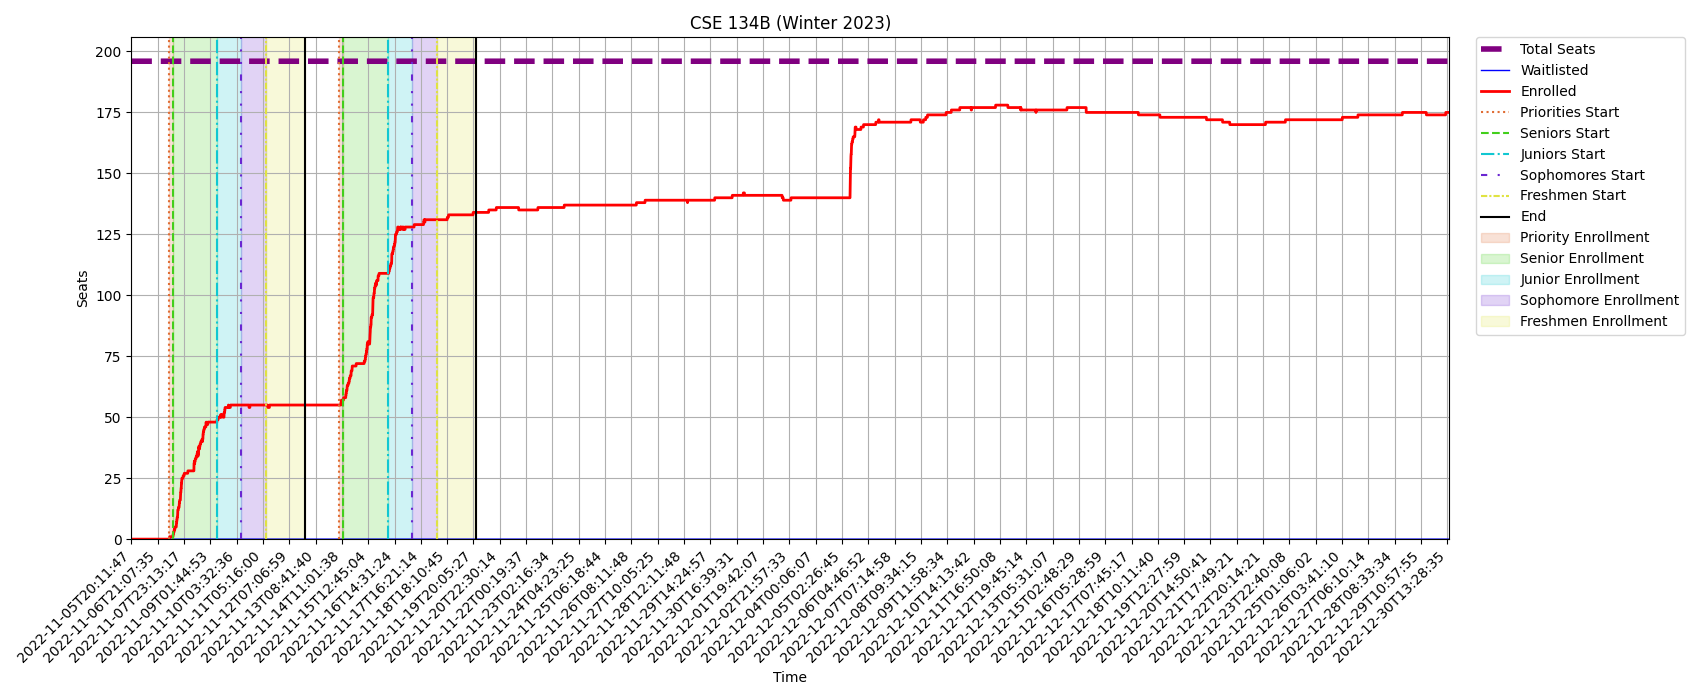 CSE 134B (Winter 2023)
Seats
200
175
150
125
100
75
50
25
0
2022-11-05T20:11:47
2022-11-06T21:07:35
2022-11-07T23:13:17
2022-11-09T01:44:53
2022-11-10T03:32:36
2022-11-11T05:16:00
2022-11-12T07:06:59
2022-11-13T08:41:40
2022-11-14T11:01:38
2022-11-15T12:45:04
2022-11-16T14:31:24
2022-11-17T16:21:14
2022-11-18T18:10:45
2022-11-19T20:05:27
2022-11-20T22:30:14
2022-11-22T00:19:37
2022-11-23T02:16:34
2022-11-24T04:23:25
2022-11-25T06:18:44
2022-11-26T08:11:48
2022-11-27T10:05:25
2022-11-28T12:11:48
2022-11-29T14:24:57
2022-11-30T16:39:31
2022-12-01T19:42:07
2022-12-02T21:57:33
2022-12-04T00:06:07
2022-12-05T02:26:45
2022-12-06T04:46:52
2022-12-07T07:14:58
2022-12-08T09:34:15
2022-12-09T11:58:34
2022-12-10T14:13:42
2022-12-11T16:50:08
2022-12-12T19:45:14
2022-12-13T05:31:07
2022-12-15T02:48:29
2022-12-16T05:28:59
2022-12-17T07:45:17
2022-12-18T10:11:40
2022-12-19T12:27:59
2022-12-20T14:50:41
2022-12-21T17:49:21
2022-12-22T20:14:21
2022-12-23T22:40:08
2022-12-25T01:06:02
2022-12-26T03:41:10
2022-12-27T06:10:14
2022-12-28T08:33:34
2022-12-29T10:57:55
2022-12-30T13:28:35
Time
Total Seats
Waitlisted
Enrolled
Priorities Start
Seniors Start
Juniors Start
Sophomores Start
Freshmen Start
End
Priority Enrollment
Senior Enrollment
Junior Enrollment
Sophomore Enrollment
Freshmen Enrollment